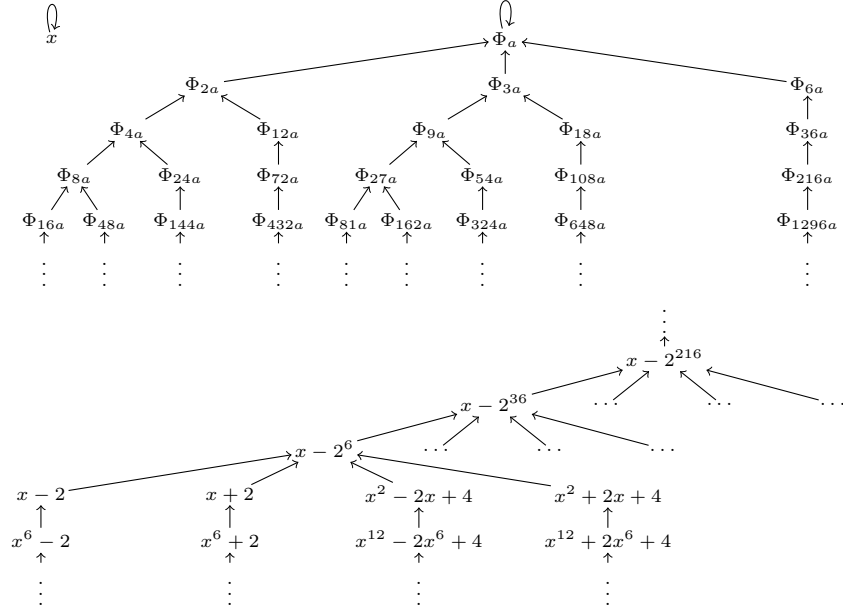 x Φ_a
Φ_{2a} Φ_{3a} Φ_{6a}
Φ_{4a} Φ_{12a} Φ_{9a} Φ_{18a} Φ_{36a}
Φ_{8a} Φ_{24a} Φ_{72a} Φ_{27a} Φ_{54a} Φ_{108a} Φ_{216a}
Φ_{16a} Φ_{48a} Φ_{144a} Φ_{432a} Φ_{81a} Φ_{162a} Φ_{324a} Φ_{648a} Φ_{1296a}
⋮ ⋮ ⋮ ⋮ ⋮ ⋮ ⋮ ⋮ ⋮
⋮
x − 2^{216}
x − 2^{36} ⋯ ⋯ ⋯
x − 2^6 ⋯ ⋯ ⋯
x − 2 x + 2 x^2 − 2x + 4 x^2 + 2x + 4
x^6 − 2 x^6 + 2 x^{12} − 2x^6 + 4 x^{12} + 2x^6 + 4
⋮ ⋮ ⋮ ⋮